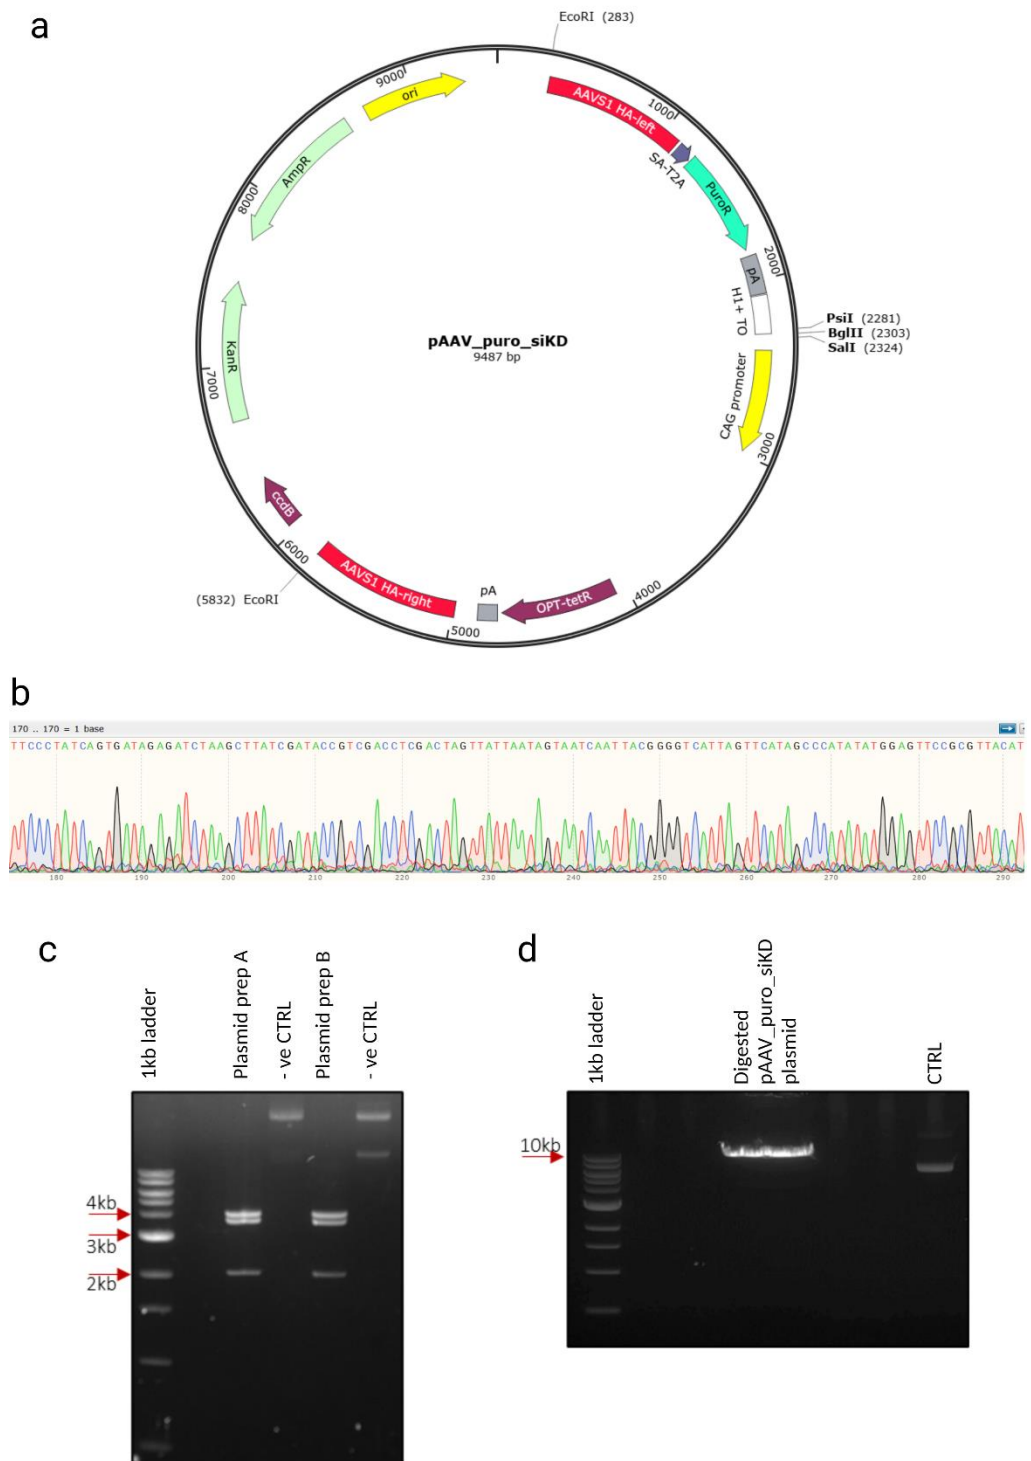 a
EcoRI (283)
9000
ori
AAVS1 HA-left
1000
SA-T2A
PuroR
AmpR
8000
2000
pA
H1+ TO
PsiI (2281)
BglII (2303)
SalI (2324)
pAAV_puro_siKD
9487 bp
KanR
7000
CAG promoter
3000
ccdB
6000
AAVS1 HA-right
pA
OPT-tetR
4000
(5832) EcoRI
5000
b
170 .. 170 = 1 base
TTCCCTATCAGTGATAGAGATCTAAGCTTATCGATACCGTCGACCTCGACTAGTTATTAATAGTAATCAATTACGGGGTCATTAGTTCATAGCCCATATATGGAGTTCCGCGTTACAT
180 190 200 210 220 230 240 250 260 270 280 290
c
1kb ladder
Plasmid prep A
- ve CTRL
Plasmid prep B
- ve CTRL
4kb
3kb
2kb
d
1kb ladder
Digested
pAAV_puro_siKD
plasmid
CTRL
10kb